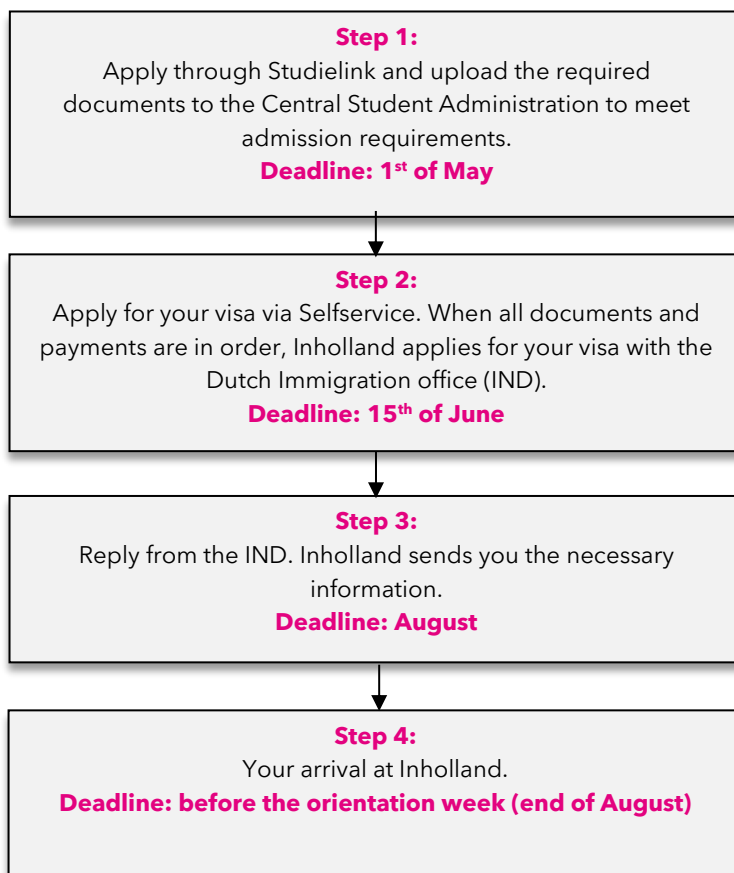 Step 1:
Apply through Studielink and upload the required
documents to the Central Student Administration to meet
admission requirements.
Deadline: 1st of May
Step 2:
Apply for your visa via Selfservice. When all documents and
payments are in order, Inholland applies for your visa with the
Dutch Immigration office (IND).
Deadline: 15th of June
Step 3:
Reply from the IND. Inholland sends you the necessary
information.
Deadline: August
Step 4:
Your arrival at Inholland.
Deadline: before the orientation week (end of August)